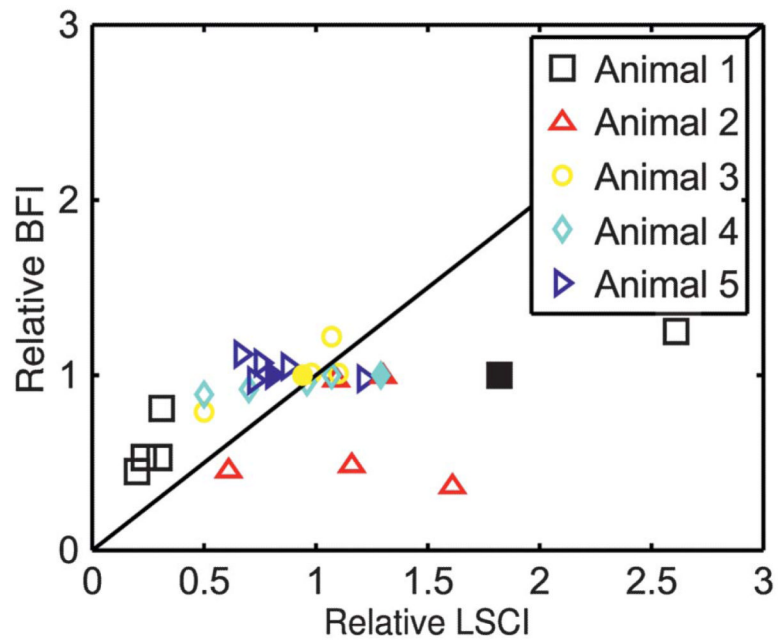 3
2
1
0
Relative BFI
Animal 1
Animal 2
Animal 3
Animal 4
Animal 5
0 0.5 1 1.5 2 2.5 3
Relative LSCI